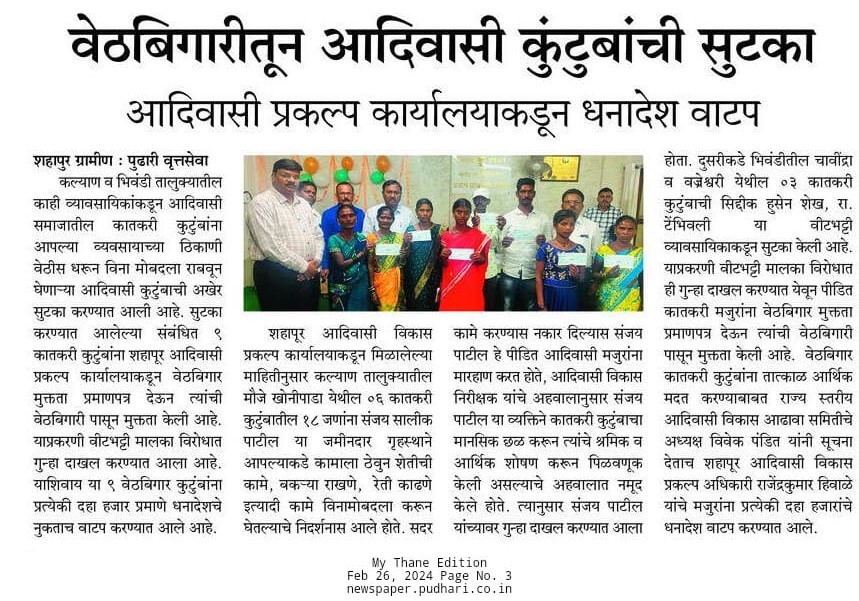 वेठबिगारीतून आदिवासी कुंटुबांची सुटका
आदिवासी प्रकल्प कार्यालयाकडून धनादेश वाटप
शहापुर ग्रामीण : पुढारी वृत्तसेवा
कल्याण व भिवंडी तालुक्यातील
काही व्यावसायिकांकडून आदिवासी
समाजातील कातकरी कुटुंबांना
आपल्या व्यवसायाच्या ठिकाणी
वेठीस धरून विना मोबदला राबवून
घेणाऱ्या आदिवासी कुटुंबाची अखेर
सुटका करण्यात आली आहे. सुटका
करण्यात आलेल्या संबंधित ९
कातकरी कुटुंबांना शहापूर आदिवासी
प्रकल्प कार्यालयाकडून वेठबिगार
मुक्तता प्रमाणपत्र देऊन त्यांची
वेठबिगारी पासून मुक्तता केली आहे.
याप्रकरणी वीटभट्टी मालका विरोधात
गुन्हा दाखल करण्यात आला आहे.
याशिवाय या ९ वेठबिगार कुटुंबांना
प्रत्येकी दहा हजार प्रमाणे धनादेशचे
नुकताच वाटप करण्यात आले आहे.
शहापूर आदिवासी विकास
प्रकल्प कार्यालयाकडून मिळालेल्या
माहितीनुसार कल्याण तालुक्यातील
मौजे खोनीपाडा येथील ०६ कातकरी
कुटुंबातील १८ जणांना संजय सालीक
पाटील या जमीनदार गृहस्थाने
आपल्याकडे कामाला ठेवुन शेतीची
कामे, बकऱ्या राखणे, रेती काढणे
इत्यादी कामे विनामोबदला करून
घेतल्याचे निदर्शनास आले होते. सदर
कामे करण्यास नकार दिल्यास संजय
पाटील हे पीडित आदिवासी मजुरांना
मारहाण करत होते, आदिवासी विकास
निरीक्षक यांचे अहवालानुसार संजय
पाटील या व्यक्तिने कातकरी कुटुंबाचा
मानसिक छळ करून त्यांचे श्रमिक व
आर्थिक शोषण करून पिळवणूक
केली असल्याचे अहवालात नमूद
केले होते. त्यानुसार संजय पाटील
यांच्यावर गुन्हा दाखल करण्यात आला
होता. दुसरीकडे भिवंडीतील चावींद्रा
व वज्रेश्वरी येथील ०३ कातकरी
कुटुंबाची सिद्दीक हुसेन शेख, रा.
टेंभिवली या वीटभट्टी
व्यावसायिकाकडून सुटका केली आहे.
याप्रकरणी वीटभट्टी मालका विरोधात
ही गुन्हा दाखल करण्यात येवून पीडित
कातकरी मजुरांना वेठबिगार मुक्तता
प्रमाणपत्र देऊन त्यांची वेठबिगारी
पासून मुक्तता केली आहे. वेठबिगार
कातकरी कुटुंबांना तात्काळ आर्थिक
मदत करण्याबाबत राज्य स्तरीय
आदिवासी विकास आढावा समितीचे
अध्यक्ष विवेक पंडित यांनी सूचना
देताच शहापूर आदिवासी विकास
प्रकल्प अधिकारी राजेंद्रकुमार हिवाळे
यांचे मजुरांना प्रत्येकी दहा हजारांचे
धनादेश वाटप करण्यात आले.
My Thane Edition
Feb 26, 2024 Page No. 3
newspaper.pudhari.co.in